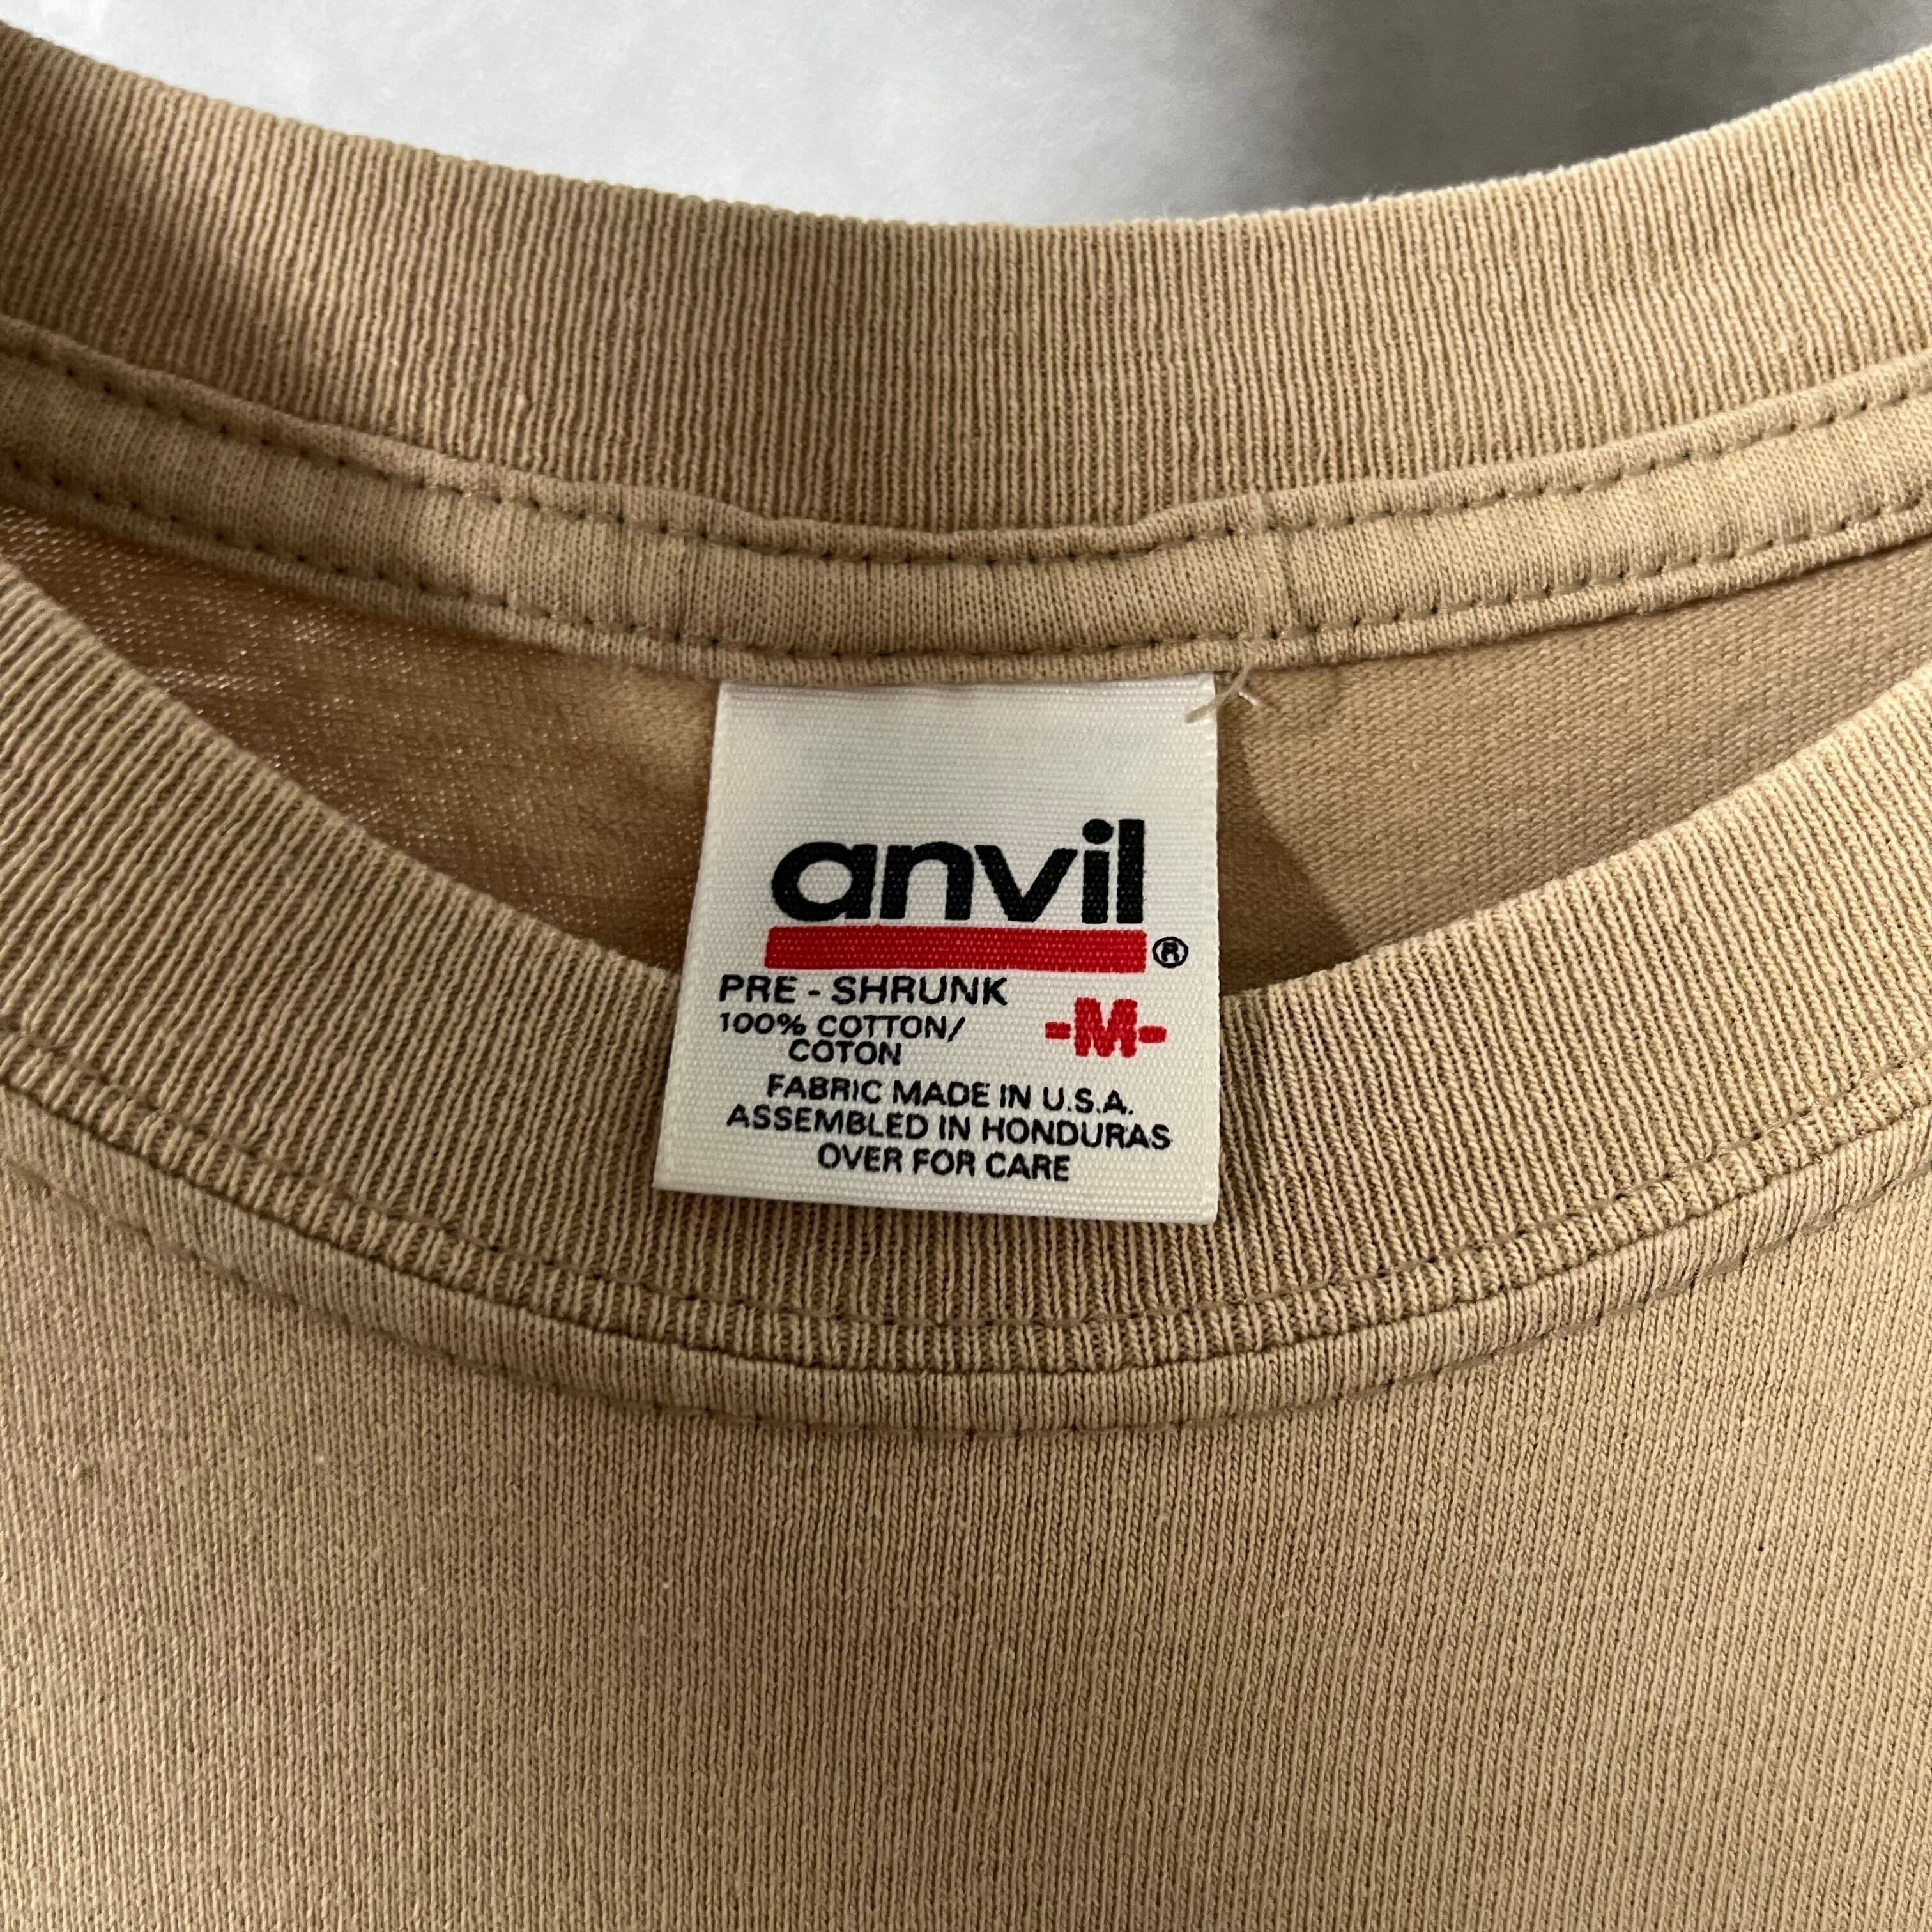 anvil®
PRE - SHRUNK
-M-
100% COTTON/
COTON
FABRIC MADE IN U.S.A.
ASSEMBLED IN HONDURAS
OVER FOR CARE